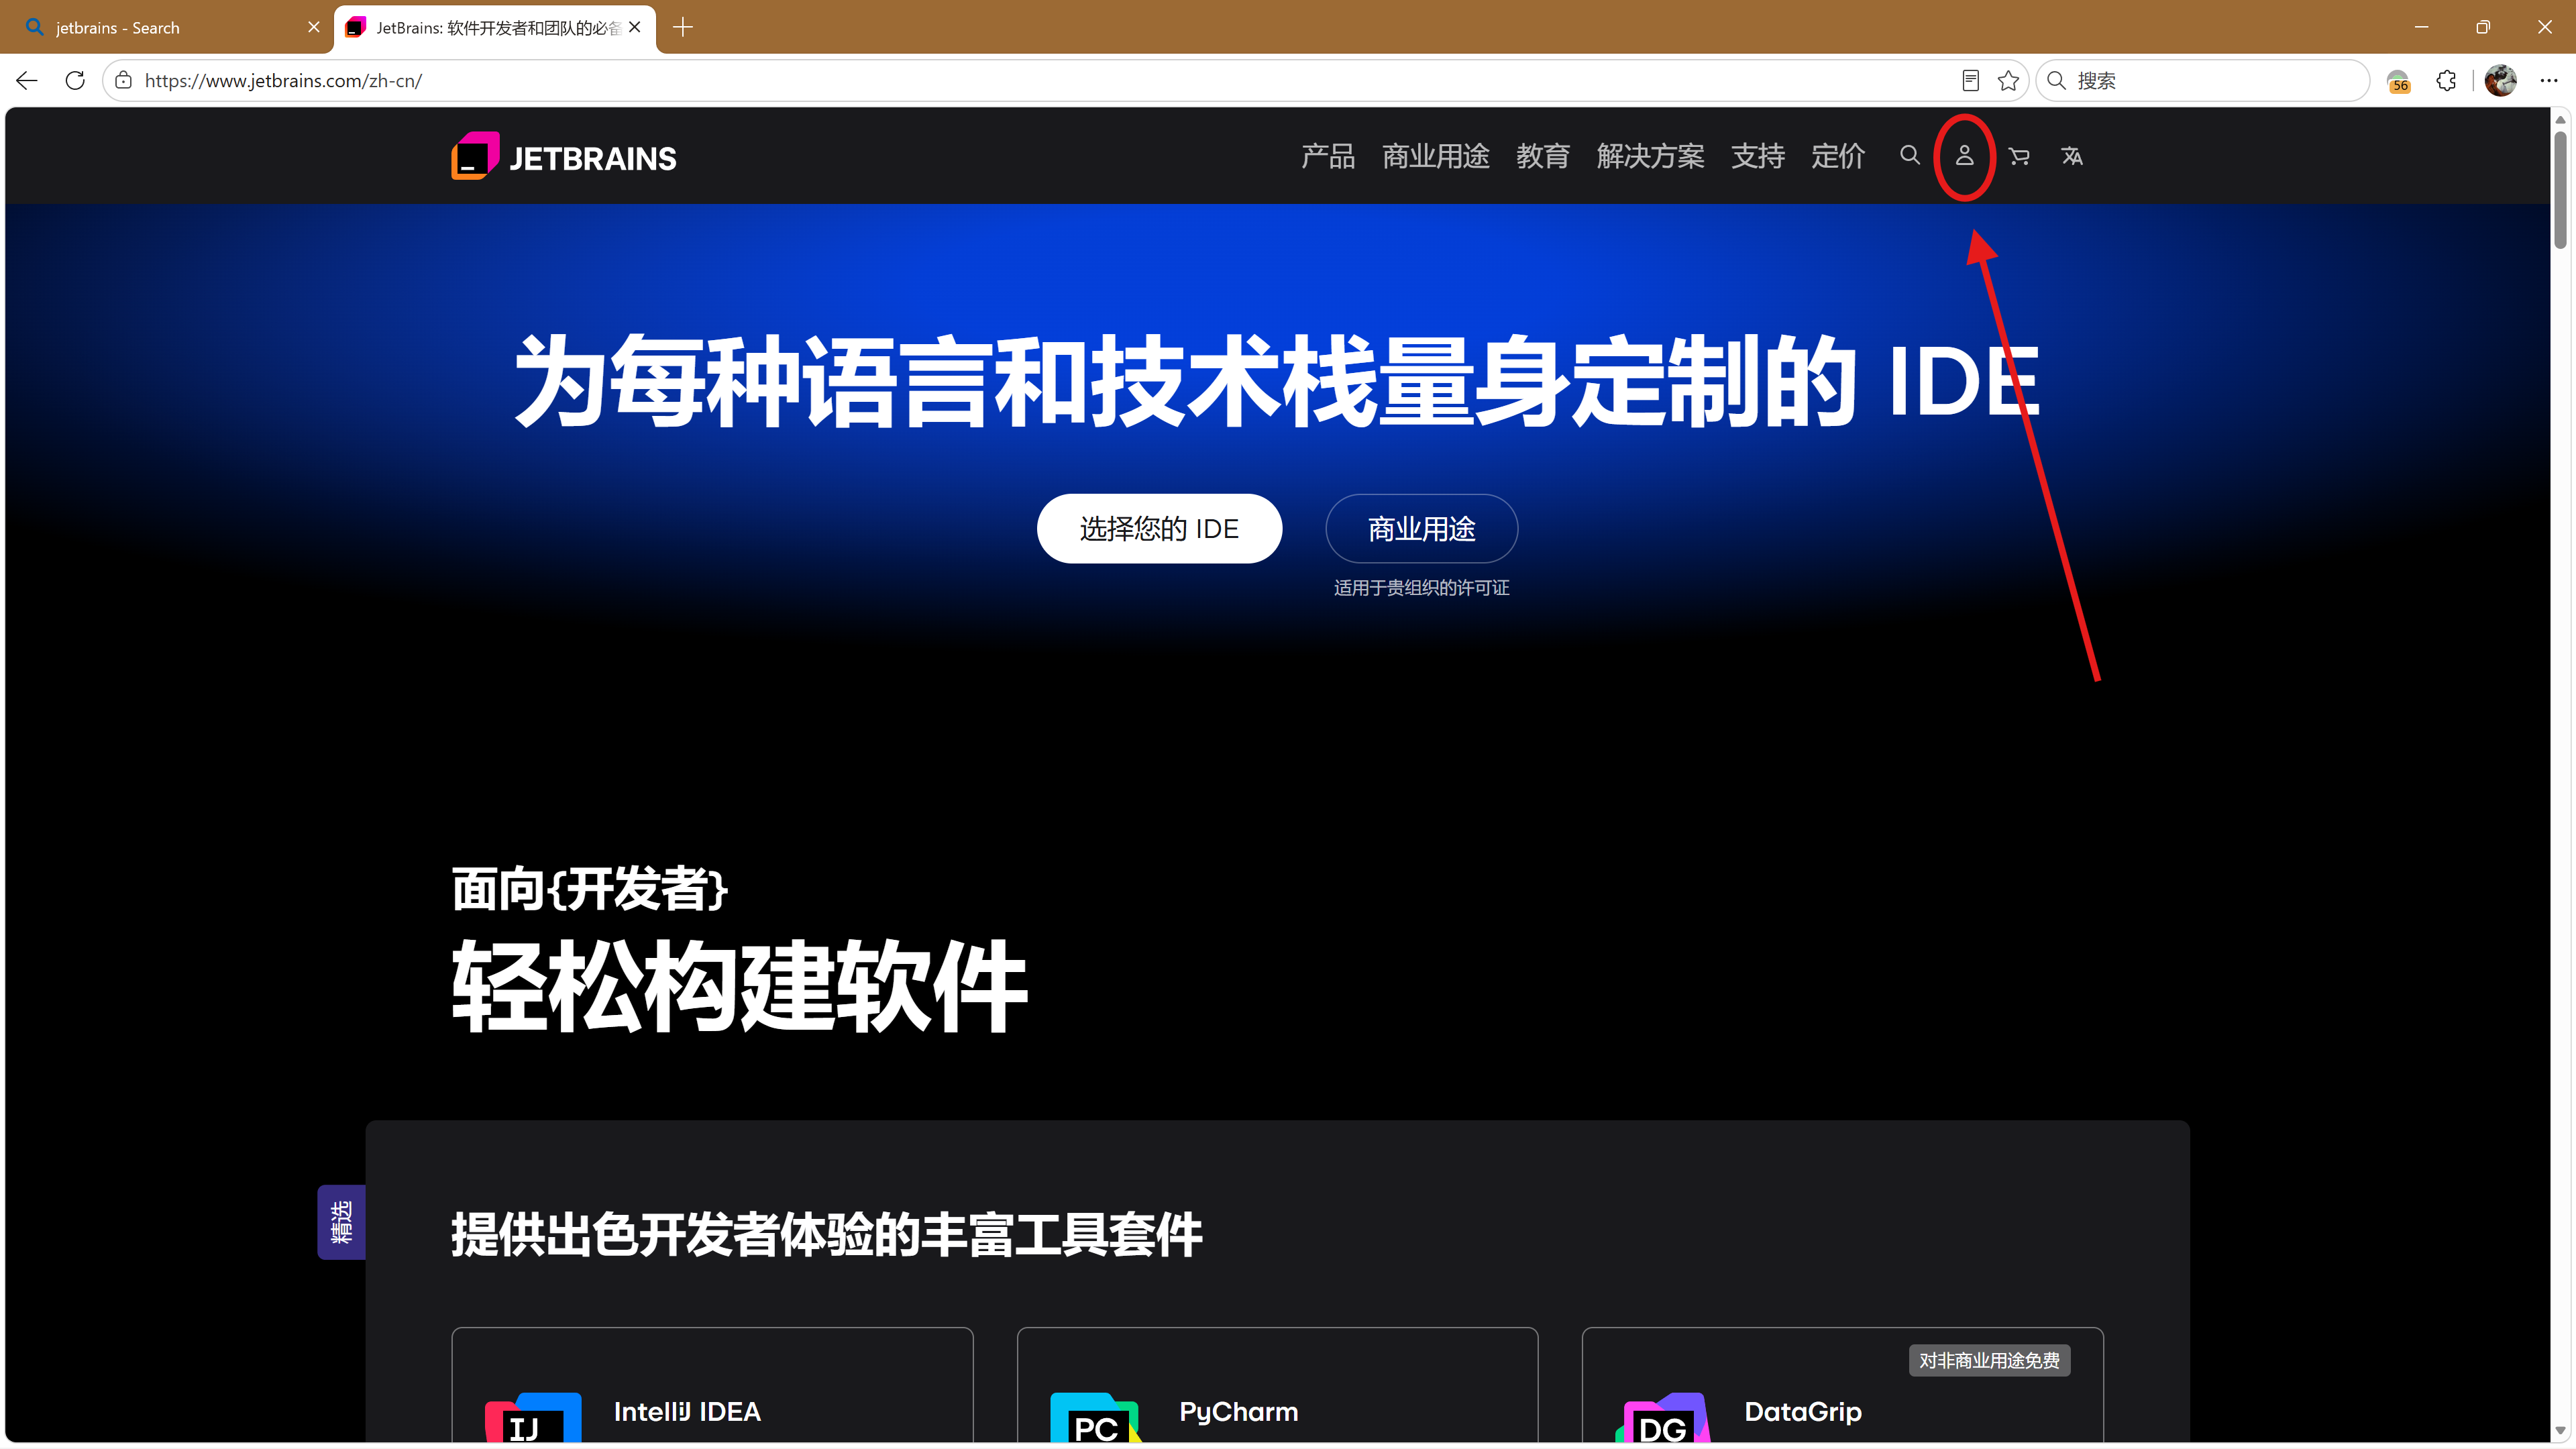 jetbrains - Search
JetBrains: 软件开发者和团队的必备
https://www.jetbrains.com/zh-cn/
搜索
56
JETBRAINS
产品 商业用途 教育 解决方案 支持 定价
为每种语言和技术栈量身定制的 IDE
选择您的 IDE
商业用途
适用于贵组织的许可证
面向{开发者}
轻松构建软件
精选
提供出色开发者体验的丰富工具套件
对非商业用途免费
IJ
IntelliJ IDEA
PC
PyCharm
DG
DataGrip